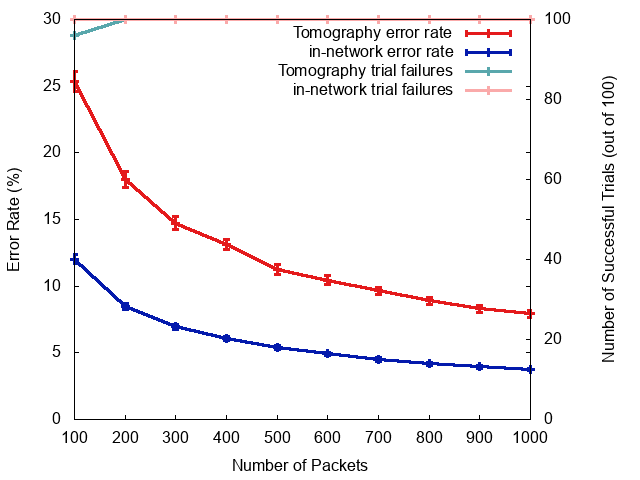 30
25
20
15
10
5
0
100
80
60
40
20
0
Tomography error rate
in-network error rate
Tomography trial failures
in-network trial failures
Error Rate (%)
Number of Successful Trials (out of 100)
100 200 300 400 500 600 700 800 900 1000
Number of Packets